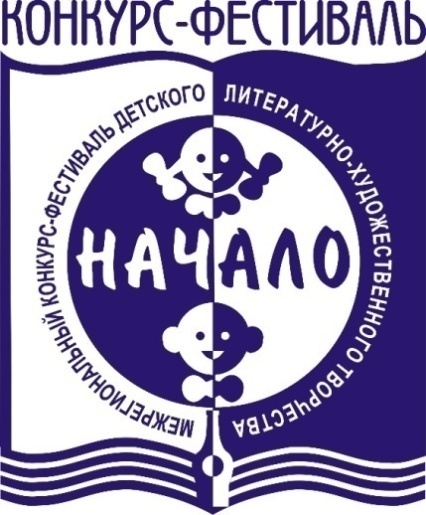 КОНКУРС-ФЕСТИВАЛЬ
МЕЖРЕГИОНАЛЬНЫЙ КОНКУРС-ФЕСТИВАЛЬ ДЕТСКОГО ЛИТЕРАТУРНО-ХУДОЖЕСТВЕННОГО ТВОРЧЕСТВА
НАЧАЛО